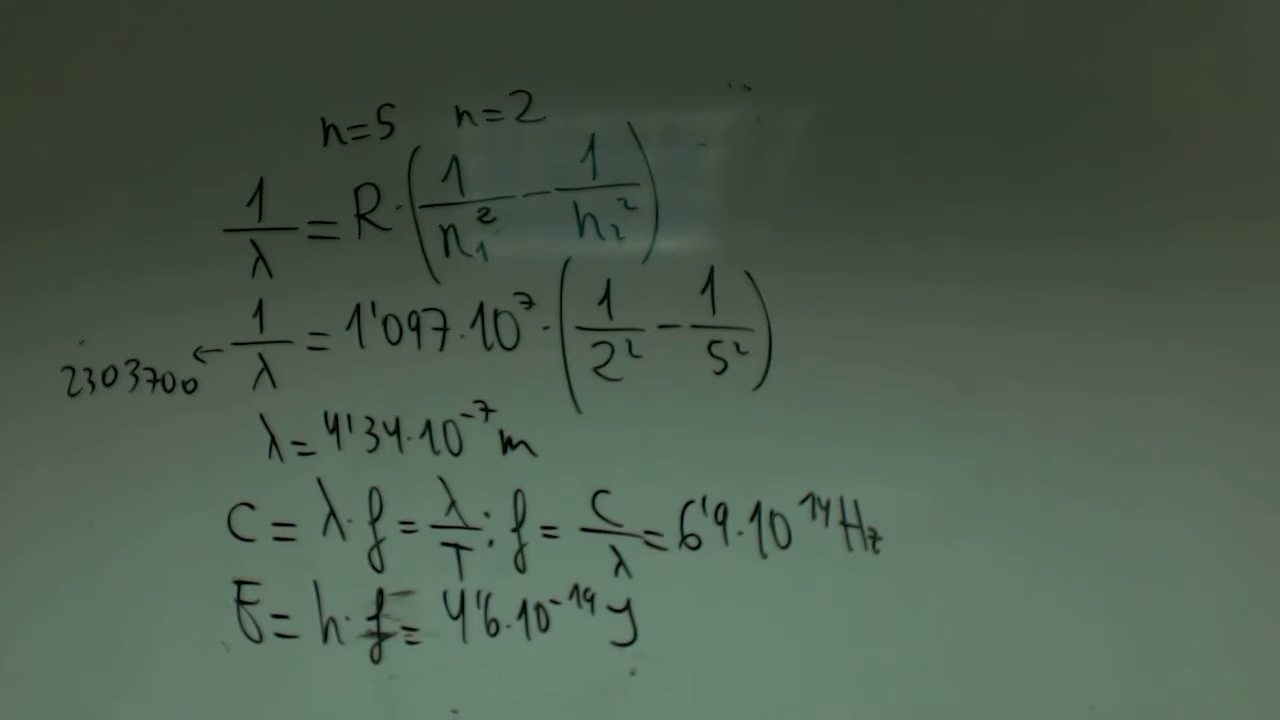 n=5 n=2
1/λ = R·(1/n₁² − 1/n₂²)
2303700 ← 1/λ = 1'097·10⁷·(1/2² − 1/5²)
λ = 4'34·10⁻⁷ m
C = λ·f = λ/T ; f = C/λ = 6'9·10¹⁴ Hz
E = h·f = 4'6·10⁻¹⁹ J